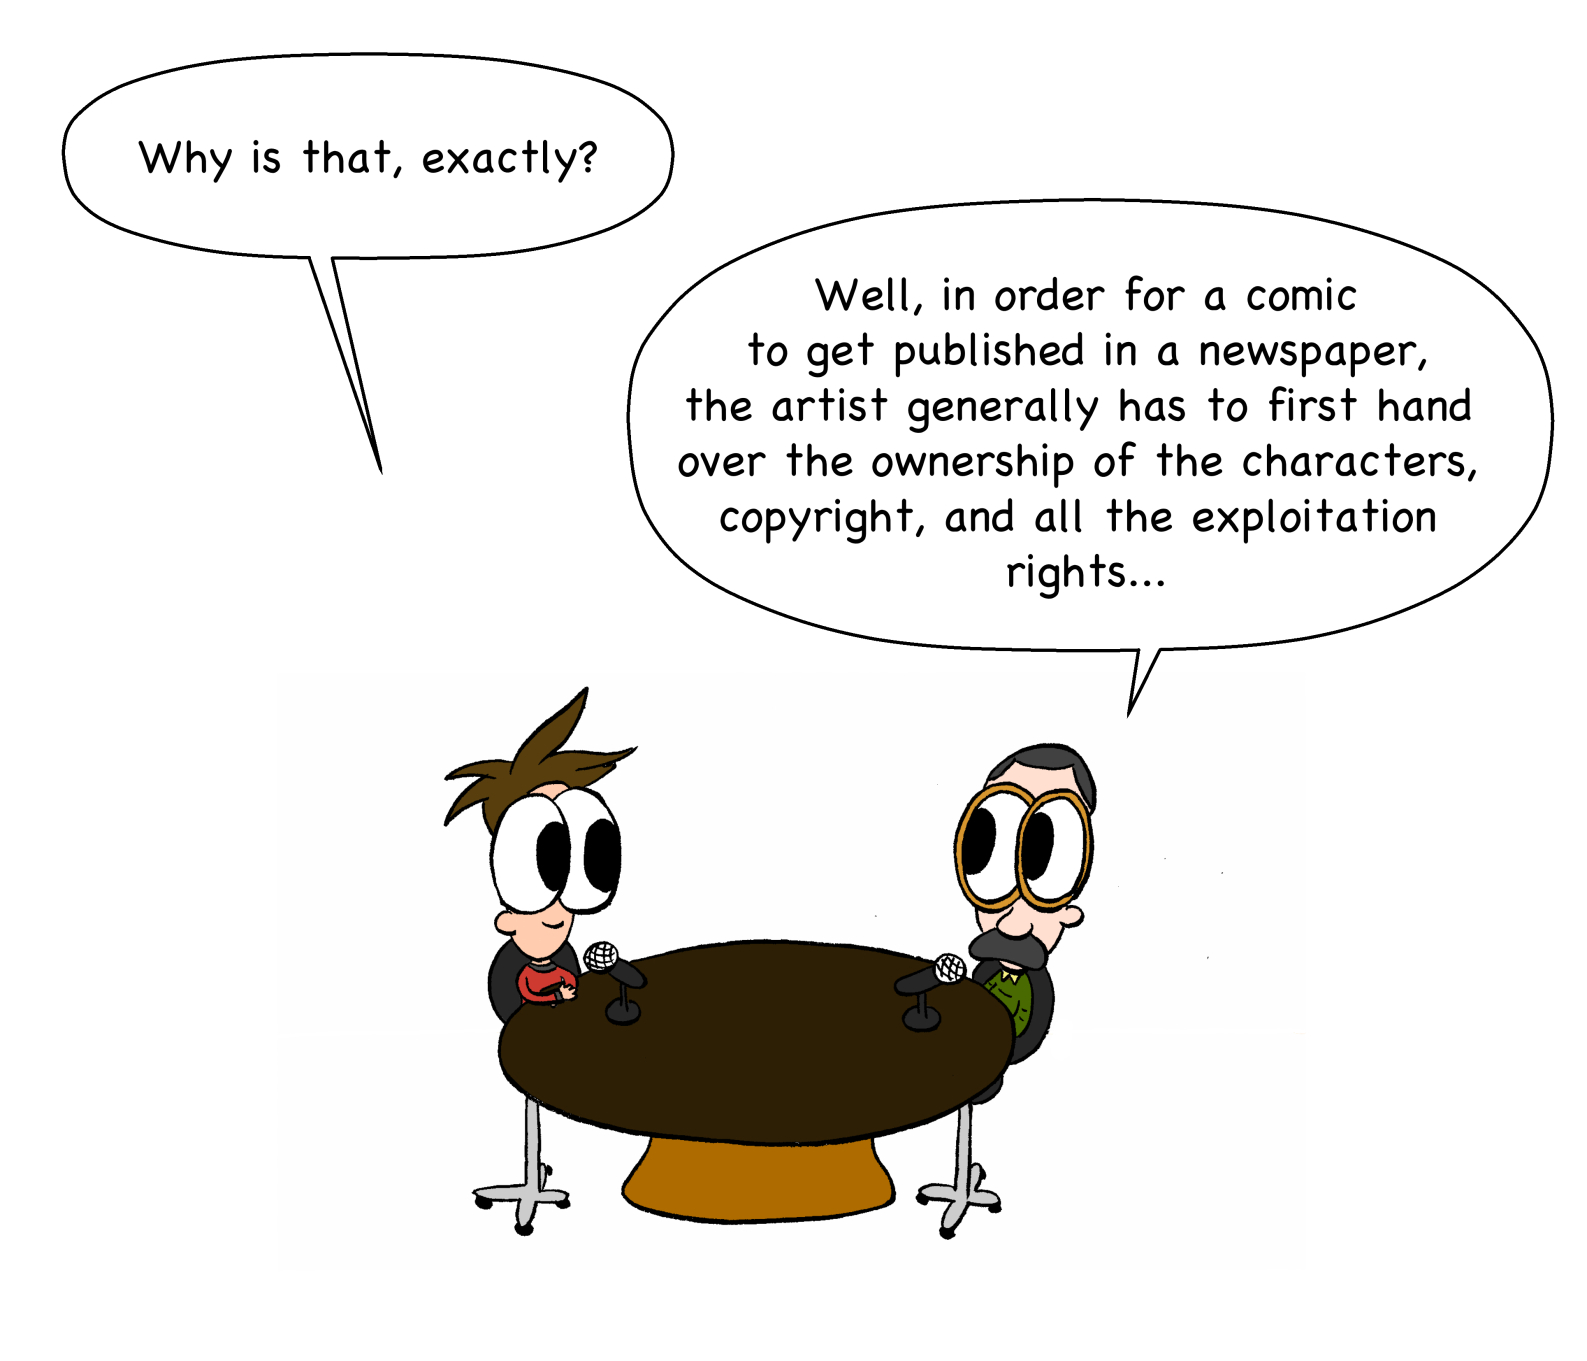 Why is that, exactly?
Well, in order for a comic
to get published in a newspaper,
the artist generally has to first hand
over the ownership of the characters,
copyright, and all the exploitation
rights...